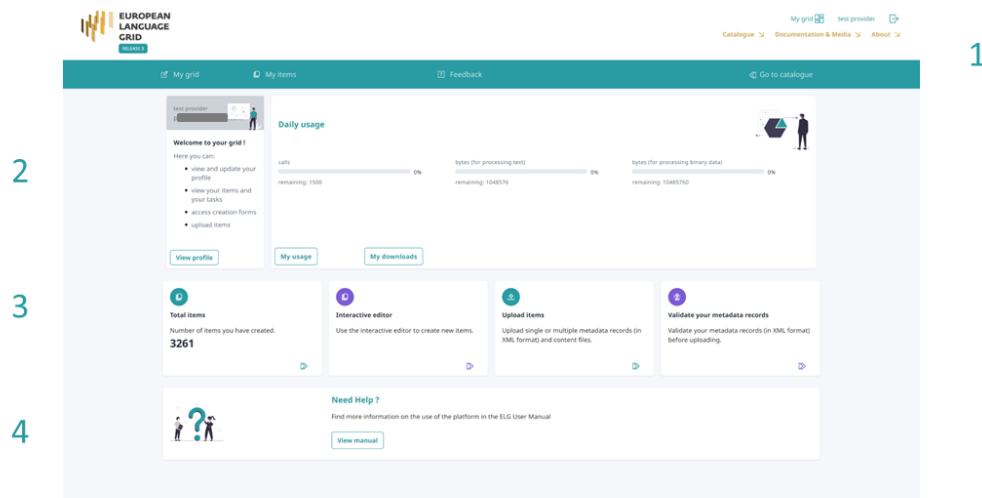 EUROPEAN
LANGUAGE
GRID
RELEASE 3
My grid test provider
Catalogue Documentation & Media About
1
My grid My items Feedback Go to catalogue
test provider
p
Welcome to your grid !
Here you can:
• view and update your
profile
• view your items and
your tasks
• access creation forms
• upload items
View profile
Daily usage
calls
0%
remaining: 1500
bytes (for processing text)
0%
remaining: 1048576
bytes (for processing binary data)
0%
remaining: 10485760
My usage My downloads
2
3
Total items
Number of items you have created.
3261
Interactive editor
Use the interactive editor to create new items.
Upload items
Upload single or multiple metadata records (in
XML format) and content files.
Validate your metadata records
Validate your metadata records (in XML format)
before uploading.
4
Need Help ?
Find more information on the use of the platform in the ELG User Manual
View manual